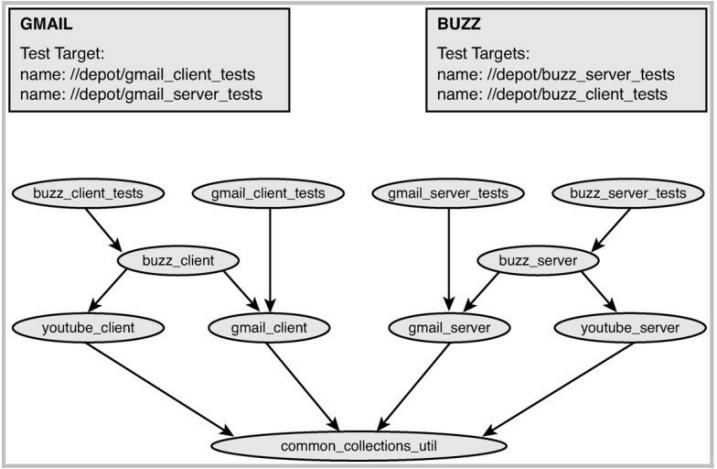 GMAIL
Test Target:
name: //depot/gmail_client_tests
name: //depot/gmail_server_tests
BUZZ
Test Targets:
name: //depot/buzz_server_tests
name: //depot/buzz_client_tests
buzz_client_tests
gmail_client_tests
gmail_server_tests
buzz_server_tests
buzz_client
buzz_server
youtube_client
gmail_client
gmail_server
youtube_server
common_collections_util